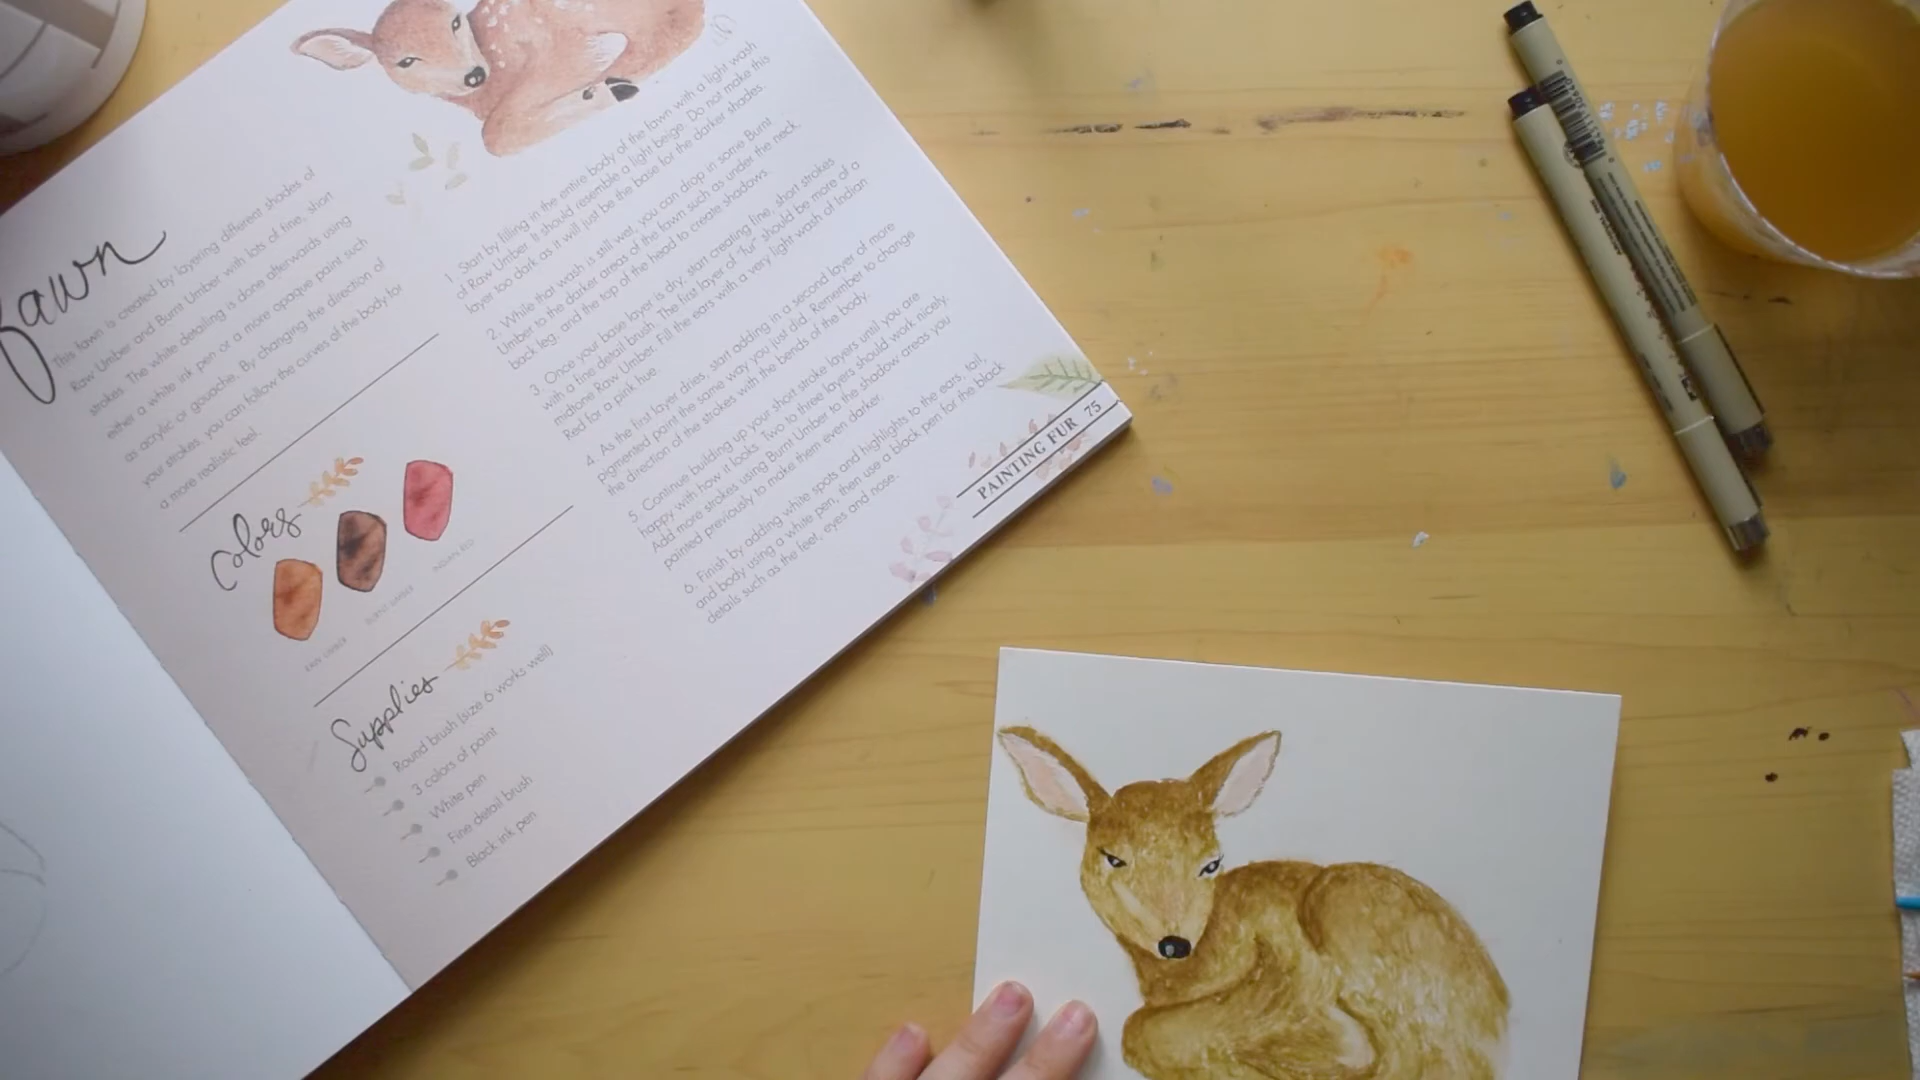 fawn
This fawn is created by layering different shades of
Raw Umber and Burnt Umber with lots of fine, short
strokes. The white detailing is done afterwards using
either a white ink pen or a more opaque paint such
as acrylic or gouache. By changing the direction of
your strokes, you can follow the curves of the body for
a more realistic feel.
Colors
RAW UMBER
BURNT UMBER
INDIAN RED
Supplies
Round brush (size 6 works well)
3 colors of paint
White pen
Fine detail brush
Black ink pen
1. Start by filling in the entire body of the fawn with a light wash
of Raw Umber. It should resemble a light beige. Do not make this
layer too dark as it will just be the base for the darker shades.
2. While that wash is still wet, you can drop in some Burnt
Umber to the darker areas of the fawn such as under the neck,
back leg, and the top of the head to create shadows.
3. Once your base layer is dry, start creating fine, short strokes
with a fine detail brush. The first layer of "fur" should be more of a
midtone Raw Umber. Fill the ears with a very light wash of Indian
Red for a pink hue.
4. As the first layer dries, start adding in a second layer of more
pigmented paint the same way you just did. Remember to change
the direction of the strokes with the bends of the body.
5. Continue building up your short stroke layers until you are
happy with how it looks. Two to three layers should work nicely.
Add more strokes using Burnt Umber to the shadow areas you
painted previously to make them even darker.
6. Finish by adding white spots and highlights to the ears, tail,
and body using a white pen, then use a black pen for the black
details such as the feet, eyes and nose.
PAINTING FUR 75